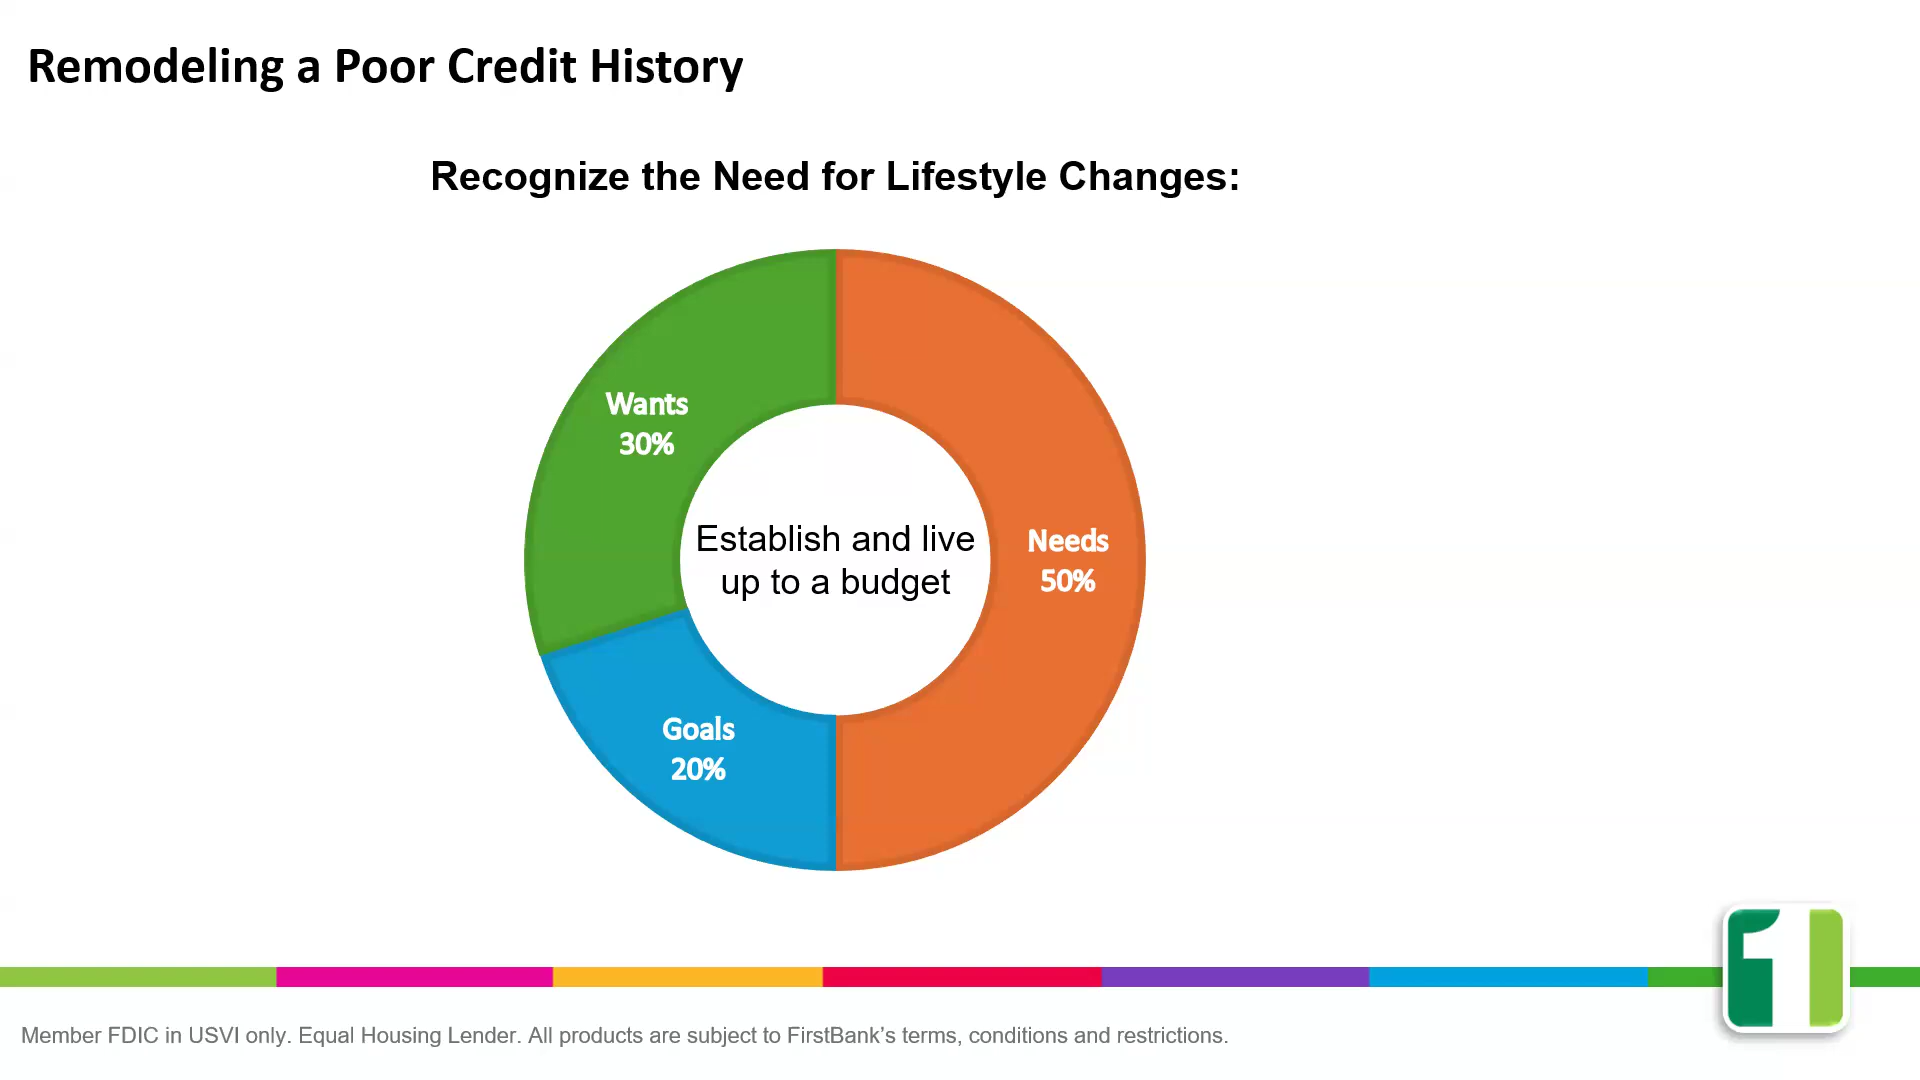 Remodeling a Poor Credit History
Recognize the Need for Lifestyle Changes:
Wants
30%
Establish and live
up to a budget
Needs
50%
Goals
20%
1
Member FDIC in USVI only. Equal Housing Lender. All products are subject to FirstBank’s terms, conditions and restrictions.